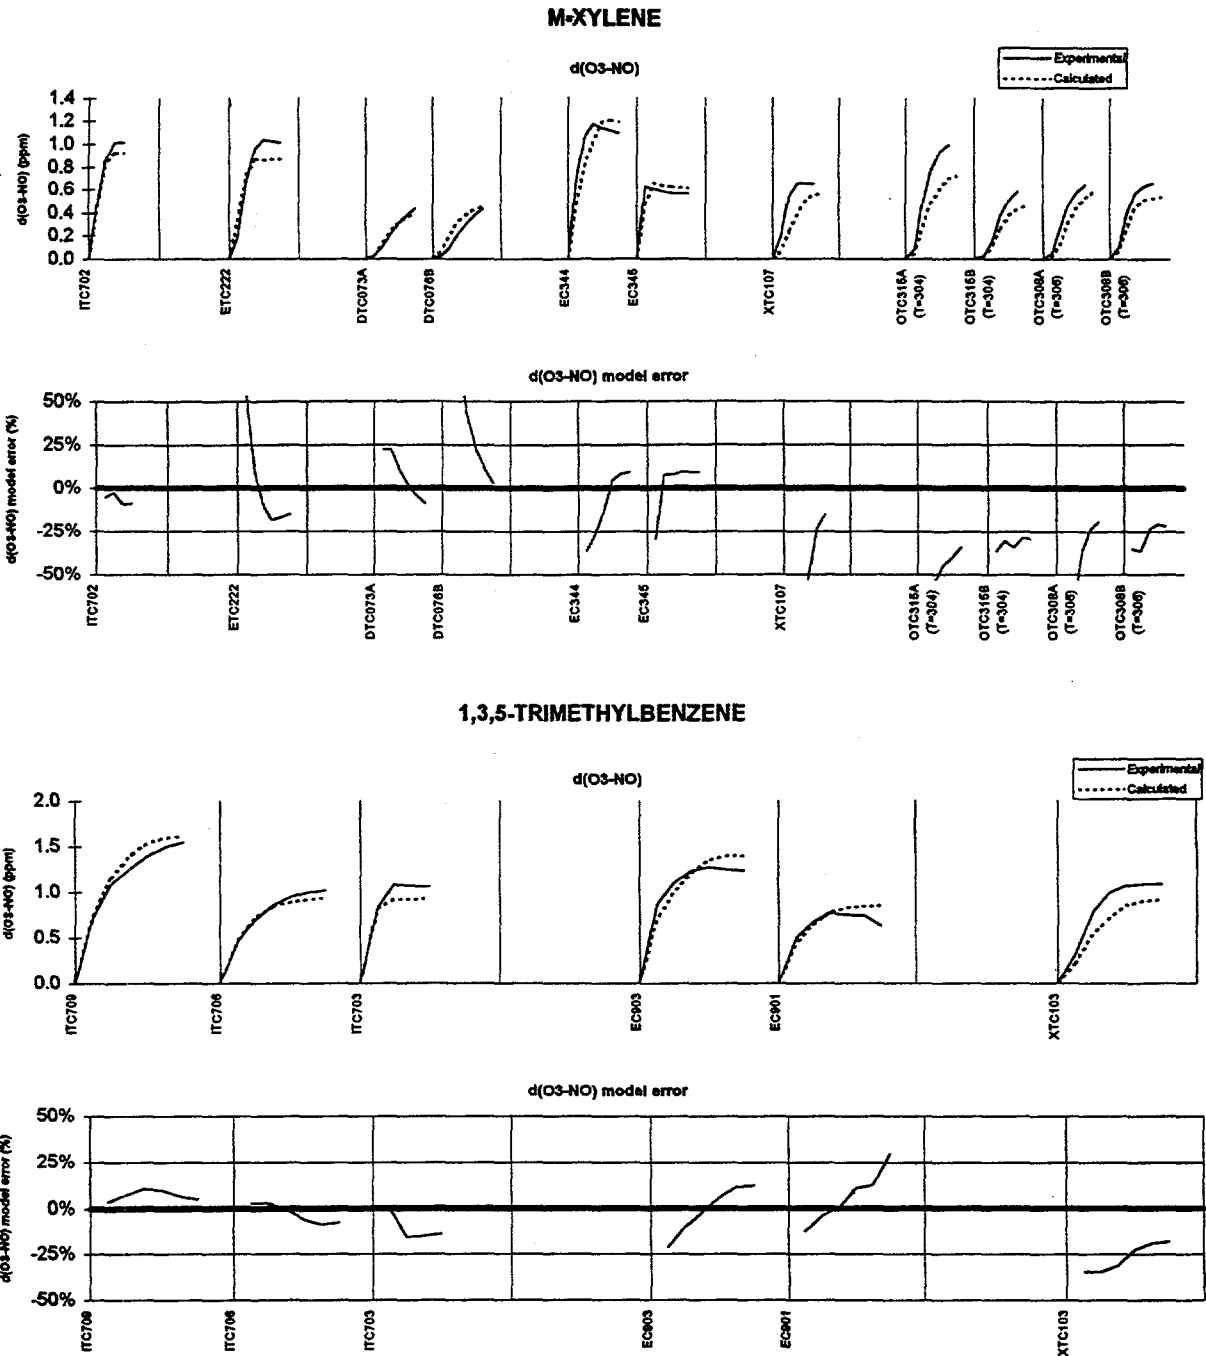 M-XYLENE
d(O3-NO)
Experimental
Calculated
d(O3-NO) (ppm)
1.4
1.2
1.0
0.8
0.6
0.4
0.2
0.0
ITC702
ETC222
DTC073A
DTC076B
EC344
EC345
XTC107
OTC315A
(T=304)
OTC315B
(T=304)
OTC308A
(T=306)
OTC308B
(T=306)
d(O3-NO) model error
d(O3-NO) model error (%)
50%
25%
0%
-25%
-50%
ITC702
ETC222
DTC073A
DTC076B
EC344
EC345
XTC107
OTC315A
(T=304)
OTC315B
(T=304)
OTC308A
(T=306)
OTC308B
(T=306)
1,3,5-TRIMETHYLBENZENE
d(O3-NO)
Experimental
Calculated
d(O3-NO) (ppm)
2.0
1.5
1.0
0.5
0.0
ITC709
ITC706
ITC703
EC903
EC901
XTC103
d(O3-NO) model error
d(O3-NO) model error (%)
50%
25%
0%
-25%
-50%
ITC709
ITC706
ITC703
EC903
EC901
XTC103